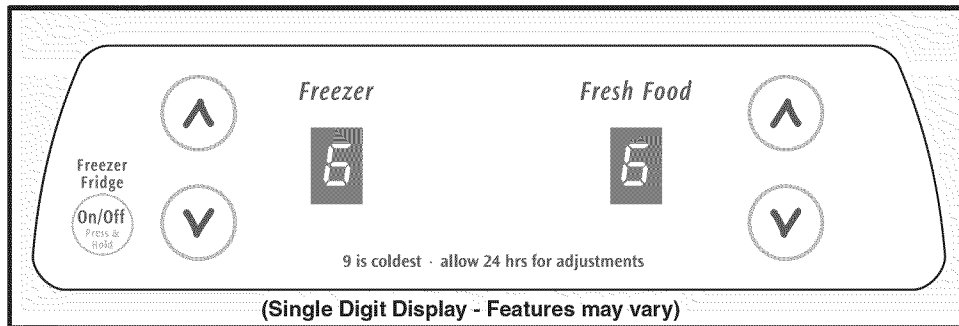 Freezer
Fresh Food
6
6
Freezer
Fridge
On/Off
Press &
Hold
9 is coldest · allow 24 hrs for adjustments
(Single Digit Display - Features may vary)